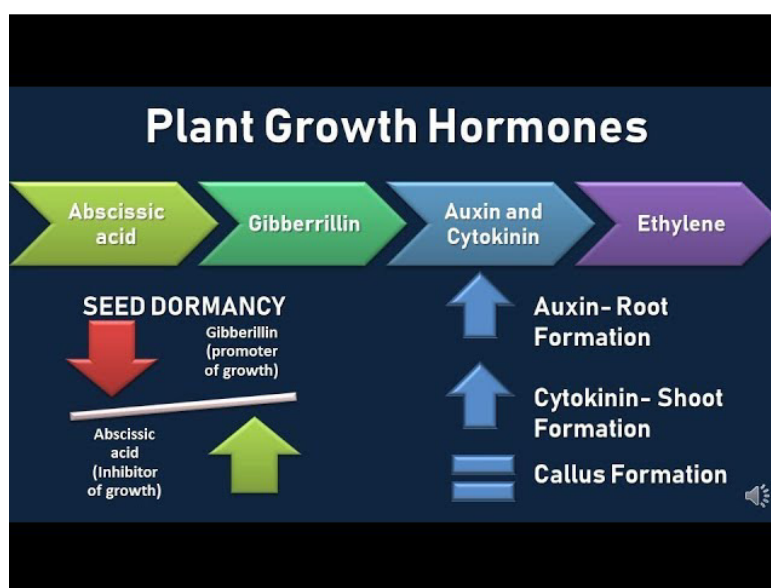 Plant Growth Hormones
Abscissic
acid
Gibberrillin
Auxin and
Cytokinin
Ethylene
SEED DORMANCY
Gibberillin
(promoter
of growth)
Abscissic
acid
(Inhibitor
of growth)
Auxin- Root
Formation
Cytokinin- Shoot
Formation
Callus Formation